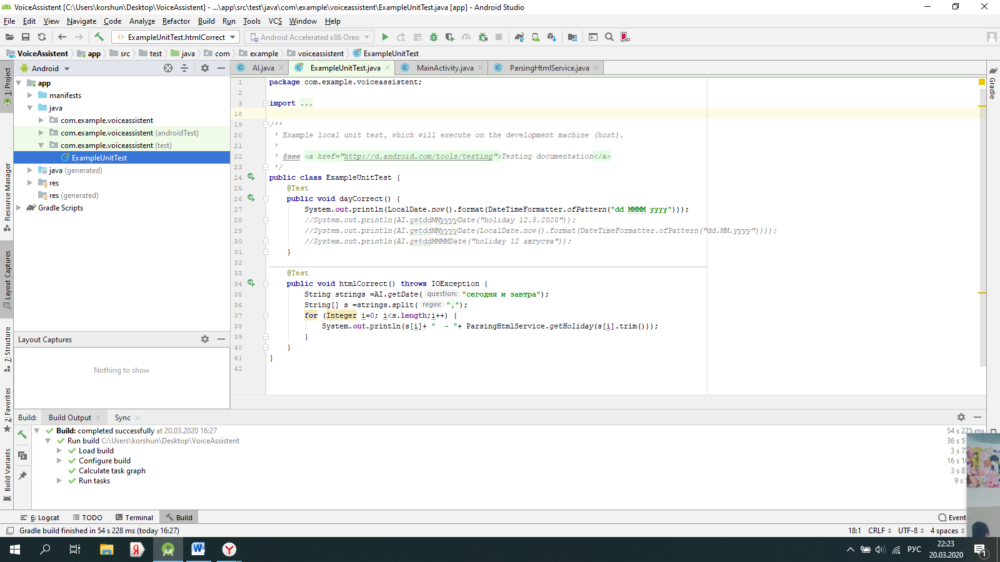 VoiceAssistent [C:\Users\korshun\Desktop\VoiceAssistent] - ...\app\src\test\java\com\example\voiceassistent\ExampleUnitTest.java [app] - Android Studio
File Edit View Navigate Code Analyze Refactor Build Run Tools VCS Window Help
ExampleUnitTest.htmlCorrect Android Accelerated x86 Oreo
VoiceAssistent app src test java com example voiceassistent ExampleUnitTest
Android
AI.java ExampleUnitTest.java MainActivity.java ParsingHtmlService.java
1: Project
Resource Manager
Layout Captures
7: Structure
2: Favorites
Build Variants
Gradle
app
manifests
java
com.example.voiceassistent
com.example.voiceassistent (androidTest)
com.example.voiceassistent (test)
ExampleUnitTest
java (generated)
res
res (generated)
Gradle Scripts
Layout Captures
Nothing to show
1 package com.example.voiceassistent;
2
3 import ...
18
19 /**
20 * Example local unit test, which will execute on the development machine (host).
21 *
22 * @see <a href="http://d.android.com/tools/testing">Testing documentation</a>
23 */
24 public class ExampleUnitTest {
25 @Test
26 public void dayCorrect() {
27 System.out.println(LocalDate.now().format(DateTimeFormatter.ofPattern("dd MMMM yyyy")));
28 //System.out.println(AI.getddMMyyyyDate("holiday 12.8.2020"));
29 //System.out.println(AI.getddMMyyyyDate(LocalDate.now().format(DateTimeFormatter.ofPattern("dd.MM.yyyy"))));
30 //System.out.println(AI.getddMMMMDate("holiday 12 августа"));
31 }
32
33 @Test
34 public void htmlCorrect() throws IOException {
35 String strings =AI.getDate( question: "сегодня и завтра");
36 String[] s =strings.split( regex: ",");
37 for (Integer i=0; i<s.length;i++) {
38 System.out.println(s[i]+ "  - "+ ParsingHtmlService.getHoliday(s[i].trim()));
39 }
40 }
41 }
42
Build: Build Output Sync
Build: completed successfully at 20.03.2020 16:27 54 s 225 ms
Run build C:\Users\korshun\Desktop\VoiceAssistent 36 s
Load build 3 s
Configure build 16 s
Calculate task graph 3 s
Run tasks 9 s
6: Logcat TODO Terminal Build Event
Gradle build finished in 54 s 228 ms (today 16:27) 18:1 CRLF UTF-8 4 spaces
РУС 22:23
20.03.2020
1